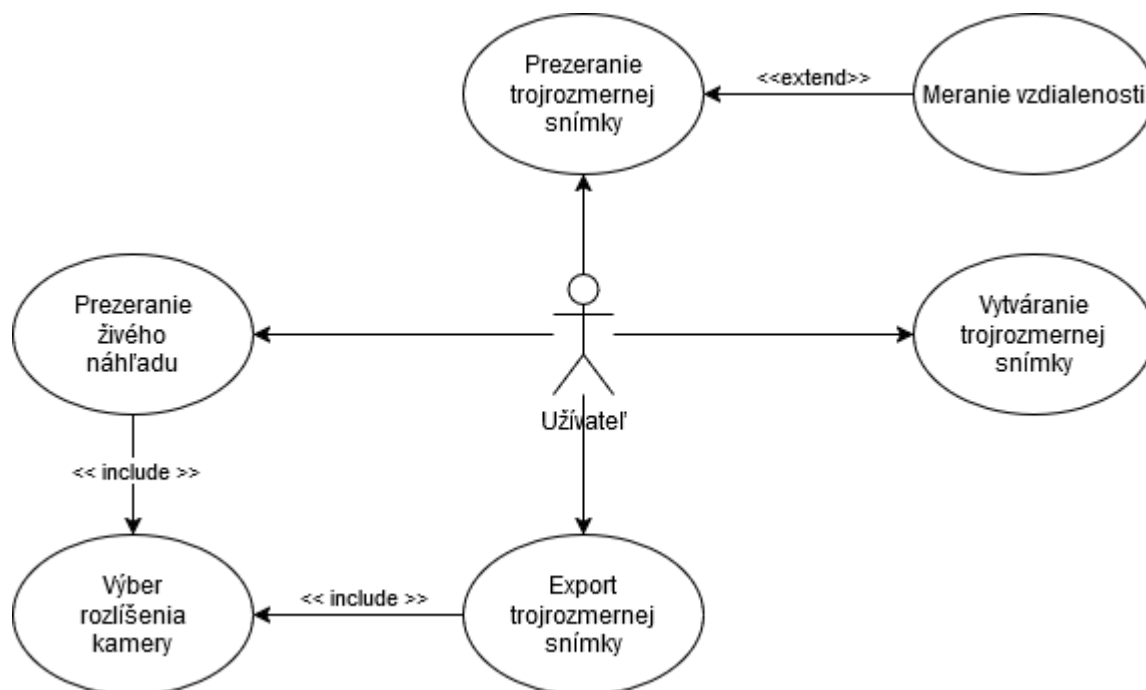 Prezeranie
trojrozmernej
snímky
<<extend>>
Meranie vzdialenosti
Prezeranie
živého
náhľadu
Užívateľ
Vytváranie
trojrozmernej
snímky
<< include >>
Výber
rozlíšenia
kamery
<< include >>
Export
trojrozmernej
snímky